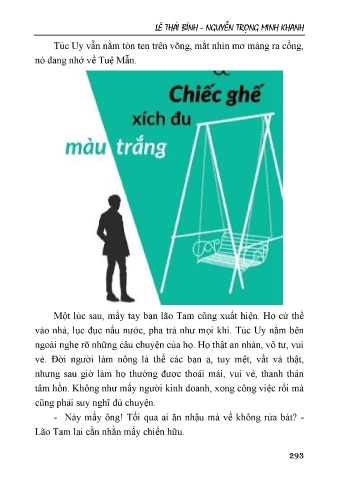 LÊ THÁI BÌNH - NGUYỄN TRỌNG MINH KHANH
Túc Uy vẫn nằm tòn ten trên võng, mắt nhìn mơ màng ra cổng,
nó đang nhớ về Tuệ Mẫn.
&
Chiếc ghế
xích đu
màu trắng
Một lúc sau, mấy tay bạn lão Tam cũng xuất hiện. Họ cứ thế
vào nhà, lục đục nấu nước, pha trà như mọi khi. Túc Uy nằm bên
ngoài nghe rõ những câu chuyện của họ. Họ thật an nhàn, vô tư, vui
vẻ. Đời người làm nông là thế các bạn ạ, tuy mệt, vất vả thật,
nhưng sau giờ làm họ thường được thoải mái, vui vẻ, thanh thản
tâm hồn. Không như mấy người kinh doanh, xong công việc rồi mà
cũng phải suy nghĩ đủ chuyện.
- Này mấy ông! Tối qua ai ăn nhậu mà về không rửa bát? -
Lão Tam lại cằn nhằn mấy chiến hữu.
293